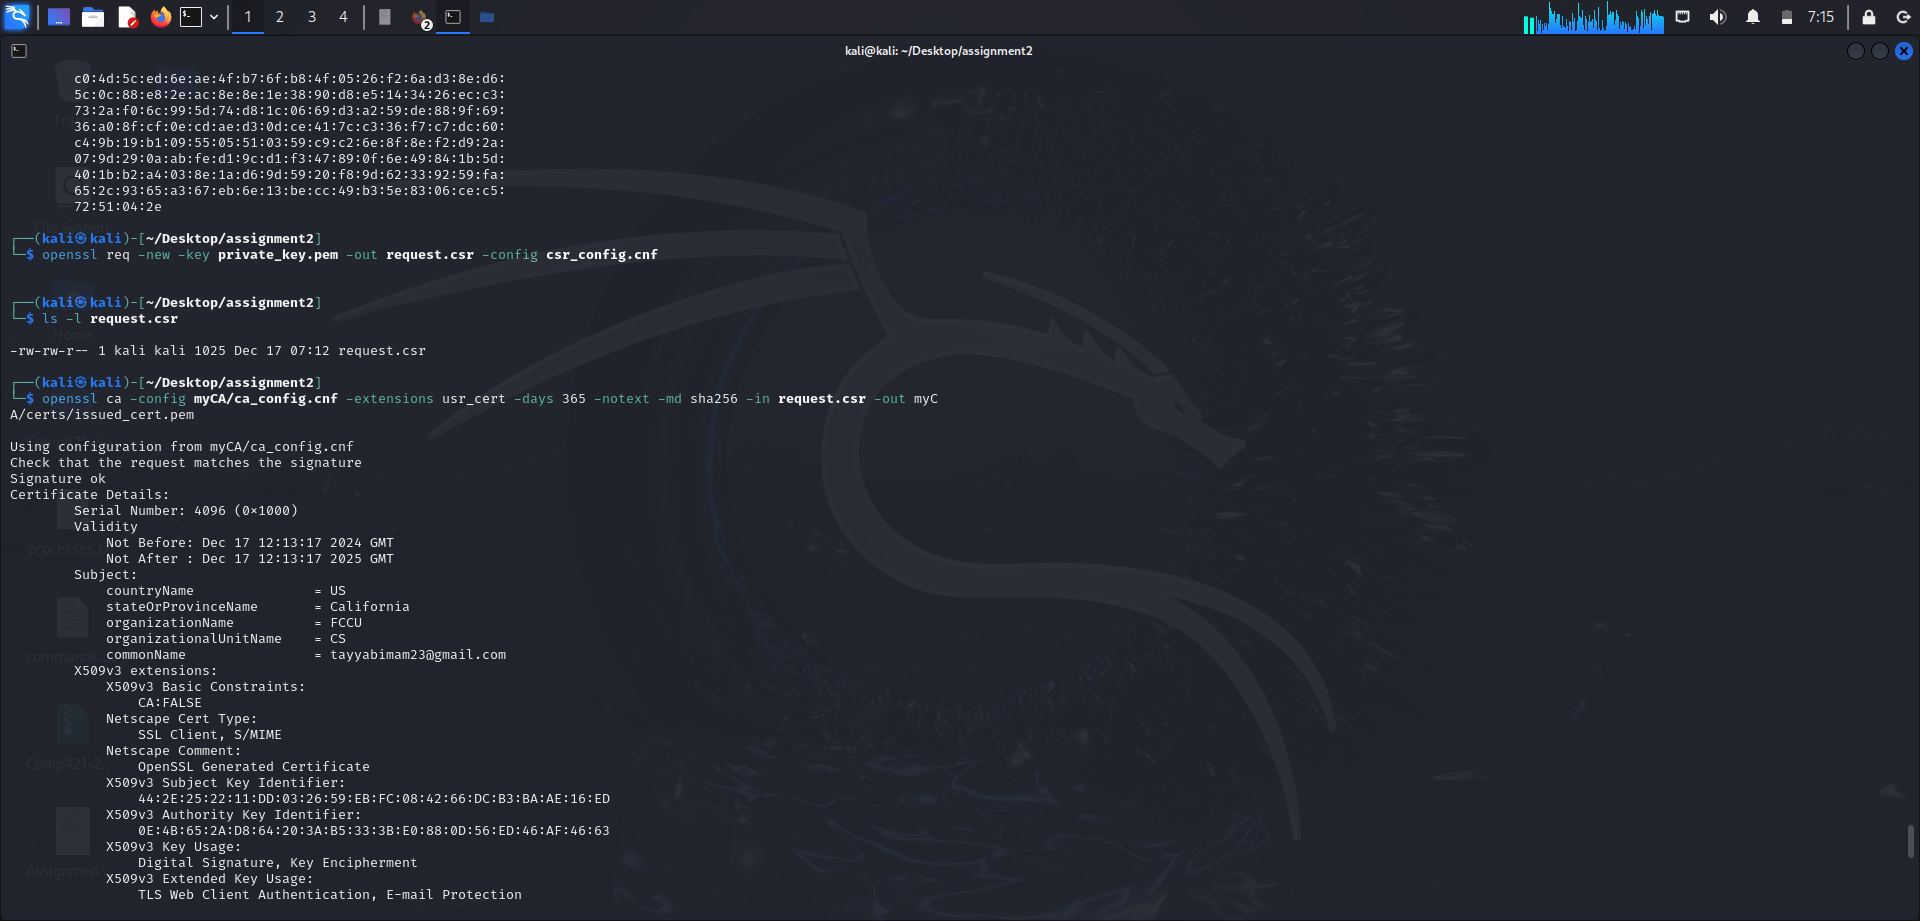 1 2 3 4
2
7:15
kali@kali: ~/Desktop/assignment2
c0:4d:5c:ed:6e:ae:4f:b7:6f:b8:4f:05:26:f2:6a:d3:8e:d6:
5c:0c:88:e8:2e:ac:8e:8e:1e:38:90:d8:e5:14:34:26:ec:c3:
73:2a:f0:6c:99:5d:74:d8:1c:06:69:d3:a2:59:de:88:9f:69:
36:a0:8f:cf:0e:cd:ae:d3:0d:ce:41:7c:c3:36:f7:c7:dc:60:
c4:9b:19:b1:09:55:05:51:03:59:c9:c2:6e:8f:8e:f2:d9:2a:
07:9d:29:0a:ab:fe:d1:9c:d1:f3:47:89:0f:6e:49:84:1b:5d:
40:1b:b2:a4:03:8e:1a:d6:9d:59:20:f8:9d:62:33:92:59:fa:
65:2c:93:65:a3:67:eb:6e:13:be:cc:49:b3:5e:83:06:ce:c5:
72:51:04:2e
File System
┌──(kali㉿kali)-[~/Desktop/assignment2]
└─$ openssl req -new -key private_key.pem -out request.csr -config csr_config.cnf
┌──(kali㉿kali)-[~/Desktop/assignment2]
└─$ ls -l request.csr
Home
-rw-rw-r-- 1 kali kali 1025 Dec 17 07:12 request.csr
┌──(kali㉿kali)-[~/Desktop/assignment2]
└─$ openssl ca -config myCA/ca_config.cnf -extensions usr_cert -days 365 -notext -md sha256 -in request.csr -out myC
A/certs/issued_cert.pem
Using configuration from myCA/ca_config.cnf
Check that the request matches the signature
Signature ok
Certificate Details:
Serial Number: 4096 (0×1000)
Validity
Not Before: Dec 17 12:13:17 2024 GMT
Not After : Dec 17 12:13:17 2025 GMT
Subject:
countryName = US
stateOrProvinceName = California
organizationName = FCCU
organizationalUnitName = CS
commonName = tayyabimam23@gmail.com
X509v3 extensions:
X509v3 Basic Constraints:
CA:FALSE
Netscape Cert Type:
SSL Client, S/MIME
Netscape Comment:
OpenSSL Generated Certificate
Comp421-2...
X509v3 Subject Key Identifier:
44:2E:25:22:11:DD:03:26:59:EB:FC:08:42:66:DC:B3:BA:AE:16:ED
X509v3 Authority Key Identifier:
0E:4B:65:2A:D8:64:20:3A:B5:33:3B:E0:88:0D:56:ED:46:AF:46:63
X509v3 Key Usage:
Digital Signature, Key Encipherment
X509v3 Extended Key Usage:
TLS Web Client Authentication, E-mail Protection